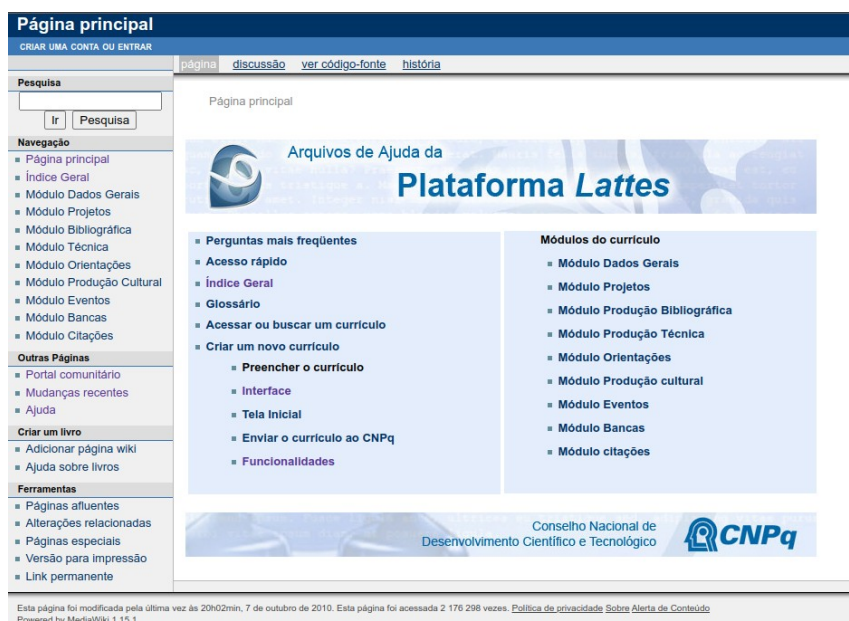 Página principal
CRIAR UMA CONTA OU ENTRAR
página discussão ver código-fonte história
Pesquisa
Ir Pesquisa
Navegação
Página principal
Índice Geral
Módulo Dados Gerais
Módulo Projetos
Módulo Bibliográfica
Módulo Técnica
Módulo Orientações
Módulo Produção Cultural
Módulo Eventos
Módulo Bancas
Módulo Citações
Outras Páginas
Portal comunitário
Mudanças recentes
Ajuda
Criar um livro
Adicionar página wiki
Ajuda sobre livros
Ferramentas
Páginas afluentes
Alterações relacionadas
Páginas especiais
Versão para impressão
Link permanente
Página principal
Arquivos de Ajuda da
Plataforma Lattes
Perguntas mais freqüentes
Acesso rápido
Índice Geral
Glossário
Acessar ou buscar um currículo
Criar um novo currículo
Preencher o currículo
Interface
Tela Inicial
Enviar o currículo ao CNPq
Funcionalidades
Módulos do currículo
Módulo Dados Gerais
Módulo Projetos
Módulo Produção Bibliográfica
Módulo Produção Técnica
Módulo Orientações
Módulo Produção cultural
Módulo Eventos
Módulo Bancas
Módulo citações
Conselho Nacional de
Desenvolvimento Científico e Tecnológico
CNPq
Esta página foi modificada pela última vez às 20h02min, 7 de outubro de 2010. Esta página foi acessada 2 176 298 vezes. Política de privacidade Sobre Alerta de Conteúdo
Powered by MediaWiki 1.15.1